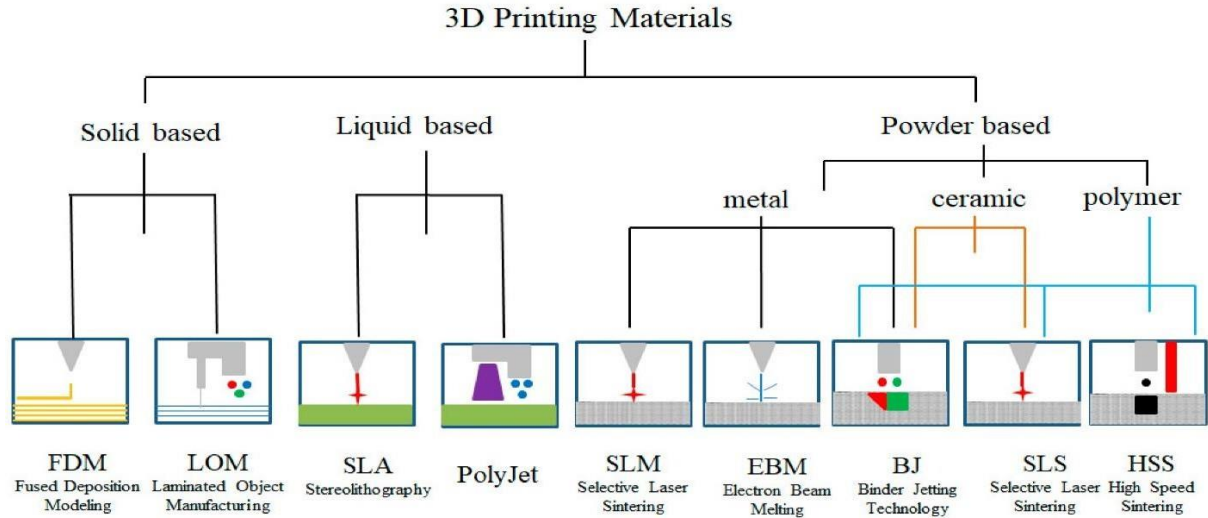 3D Printing Materials
Solid based
Liquid based
Powder based
metal
ceramic
polymer
FDM
Fused Deposition
Modeling
LOM
Laminated Object
Manufacturing
SLA
Stereolithography
PolyJet
SLM
Selective Laser
Sintering
EBM
Electron Beam
Melting
BJ
Binder Jetting
Technology
SLS
Selective Laser
Sintering
HSS
High Speed
Sintering